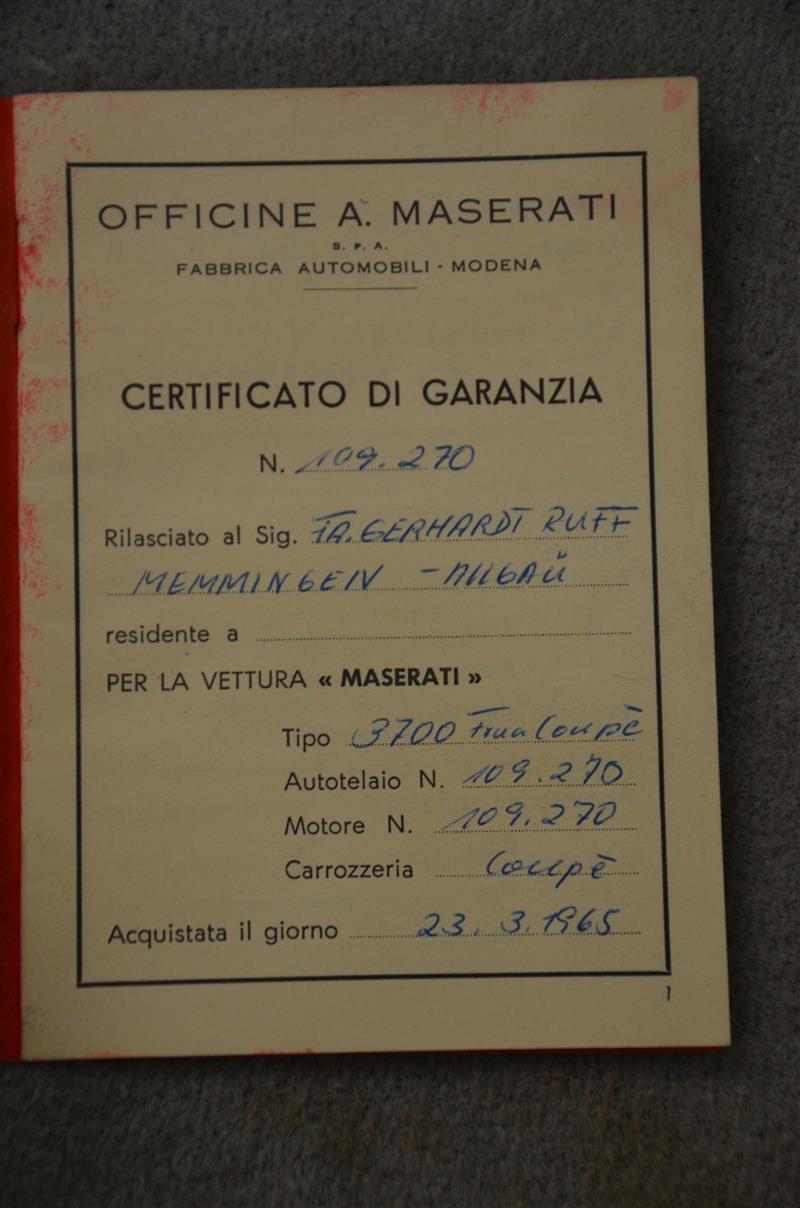 OFFICINE A. MASERATI
S. P. A.
FABBRICA AUTOMOBILI - MODENA
CERTIFICATO DI GARANZIA
N. 109.270
Rilasciato al Sig. FA. GERHARDT RUFF
MEMMINGEN - Allgäu
residente a
PER LA VETTURA « MASERATI »
Tipo 3700 Frua Coupè
Autotelaio N. 109.270
Motore N. 109.270
Carrozzeria Coupè
Acquistata il giorno 23. 3. 1965
1